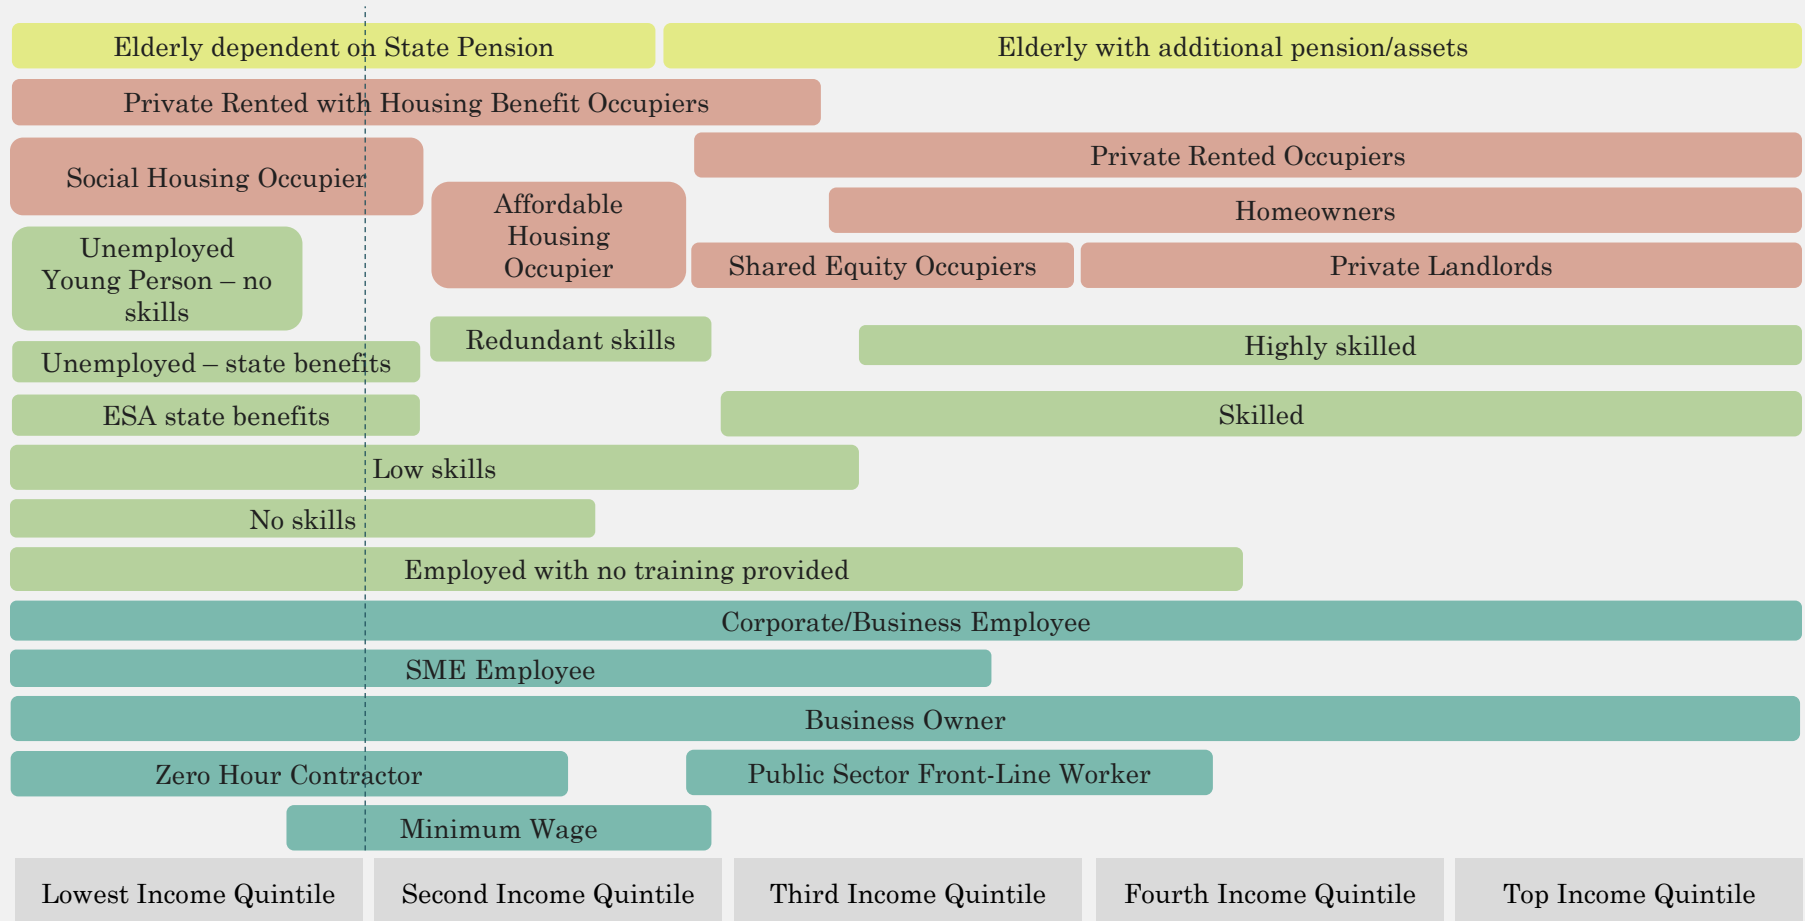 Elderly dependent on State Pension
Elderly with additional pension/assets
Private Rented with Housing Benefit Occupiers
Private Rented Occupiers
Social Housing Occupier
Affordable
Housing
Occupier
Homeowners
Unemployed
Young Person – no
skills
Shared Equity Occupiers
Private Landlords
Redundant skills
Highly skilled
Unemployed – state benefits
ESA state benefits
Skilled
Low skills
No skills
Employed with no training provided
Corporate/Business Employee
SME Employee
Business Owner
Zero Hour Contractor
Public Sector Front-Line Worker
Minimum Wage
Lowest Income Quintile
Second Income Quintile
Third Income Quintile
Fourth Income Quintile
Top Income Quintile